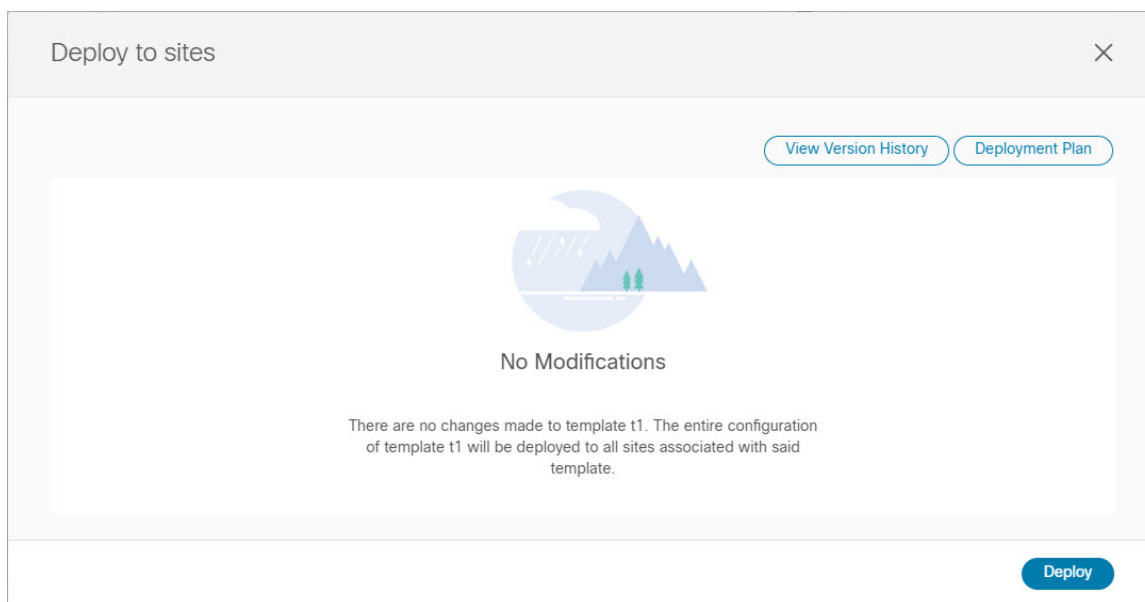 Deploy to sites
View Version History
Deployment Plan
No Modifications
There are no changes made to template t1. The entire configuration
of template t1 will be deployed to all sites associated with said
template.
Deploy